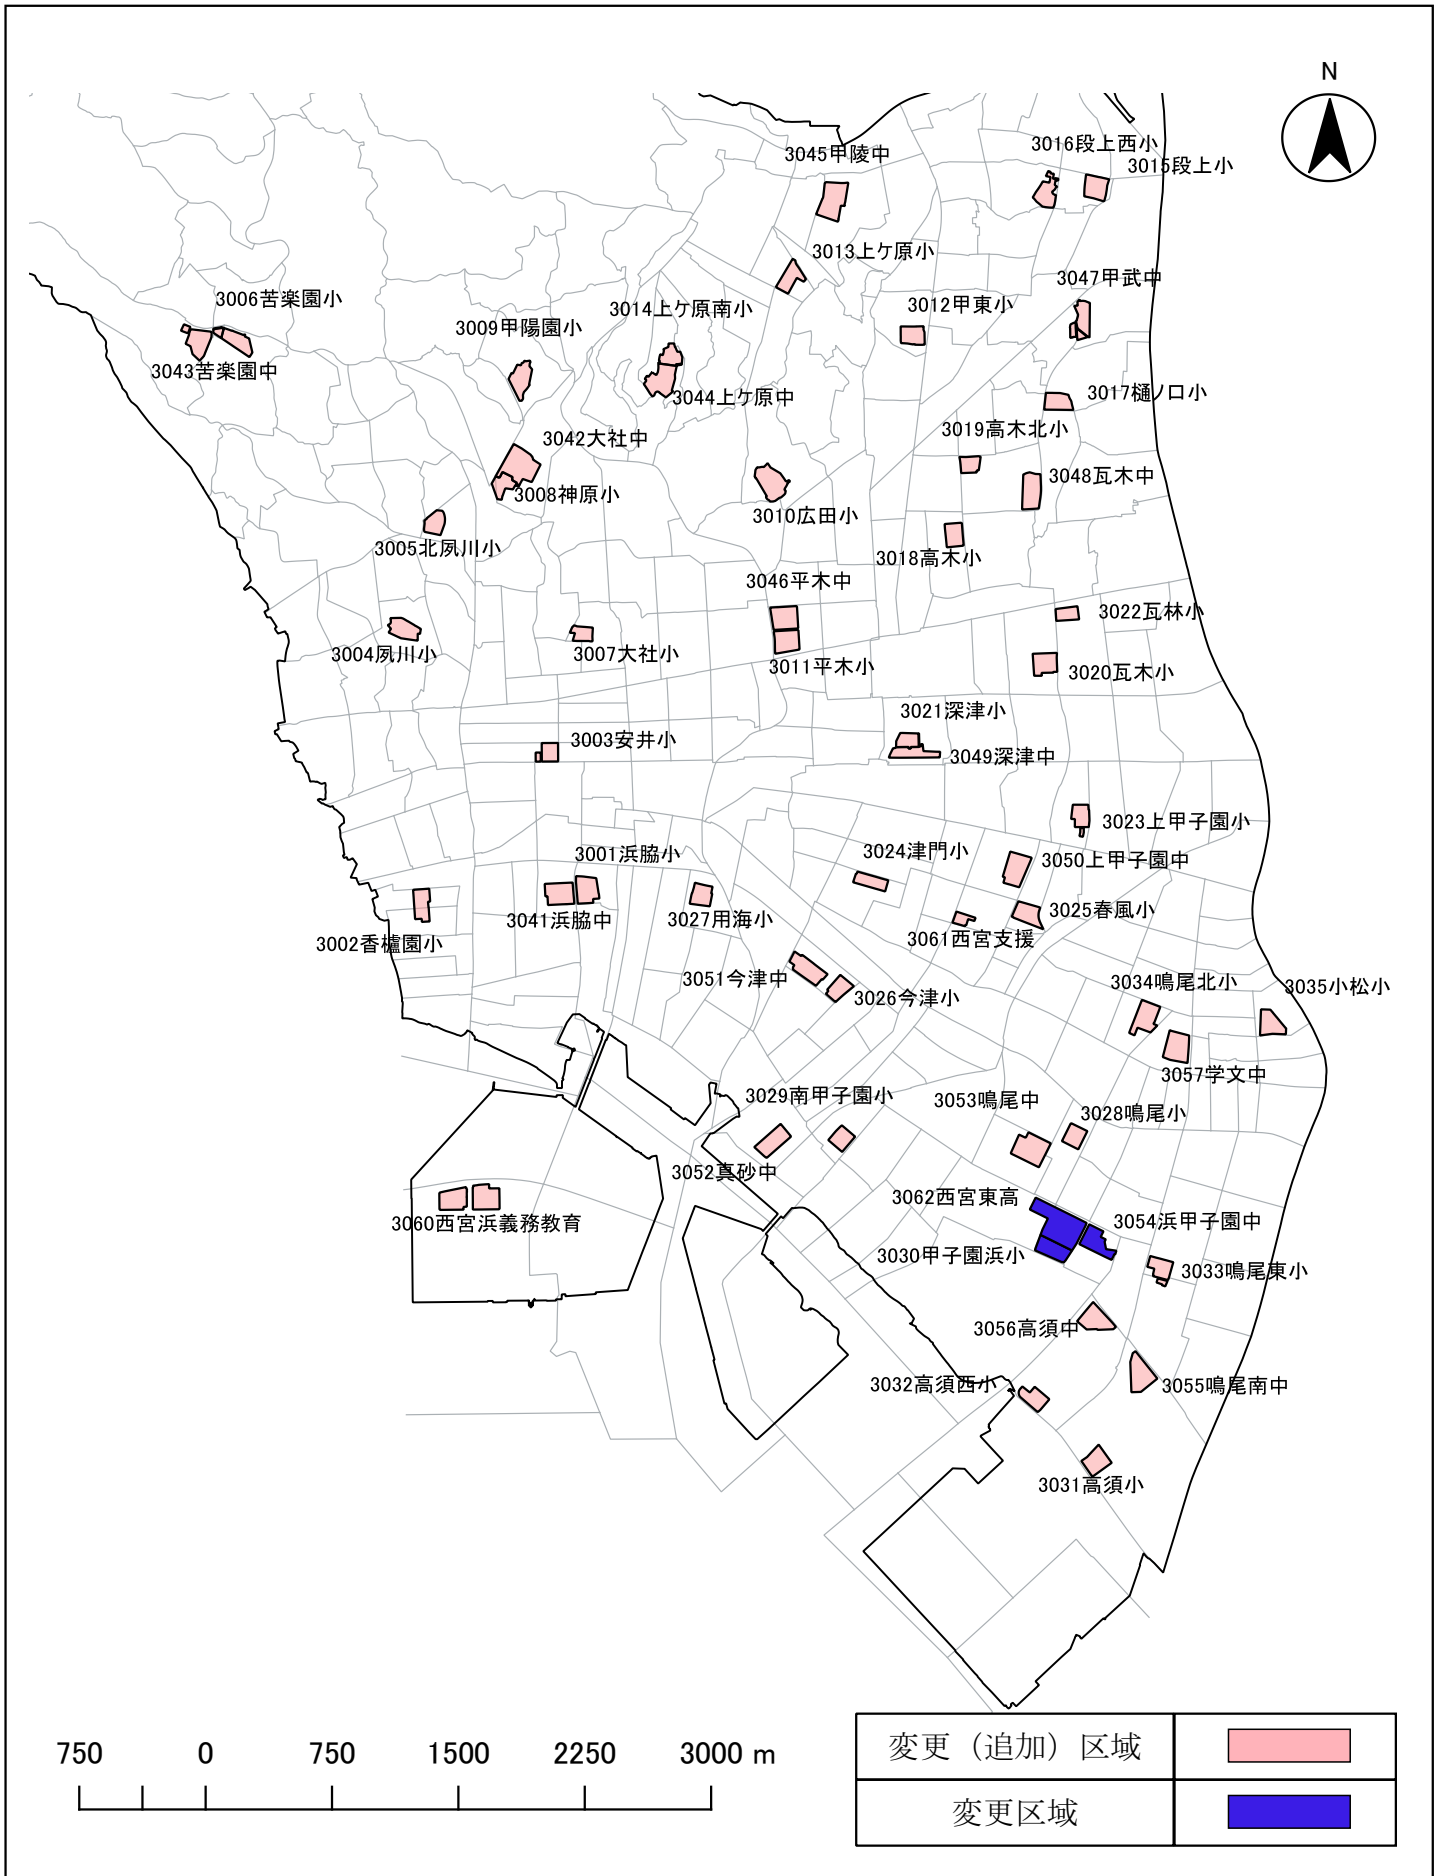 N
3016段上西小
3045甲陵中
3015段上小
3013上ケ原小
3047甲武中
3006苦楽園小
3014上ケ原南小
3012甲東小
3009甲陽園小
3043苦楽園中
3044上ケ原中
3017樋ノ口小
3019高木北小
3042大社中
3048瓦木中
3008神原小
3010広田小
3005北夙川小
3018高木小
3046平木中
3022瓦林小
3004夙川小
3007大社小
3011平木小
3020瓦木小
3021深津小
3003安井小
3049深津中
3023上甲子園小
3001浜脇小
3024津門小
3050上甲子園中
3041浜脇中
3027用海小
3025春風小
3002香櫨園小
3061西宮支援
3051今津中
3034鳴尾北小
3035小松小
3026今津小
3057学文中
3029南甲子園小
3053鳴尾中
3028鳴尾小
3052真砂中
3062西宮東高
3060西宮浜義務教育
3054浜甲子園中
3030甲子園浜小
3033鳴尾東小
3056高須中
3032高須西小
3055鳴尾南中
3031高須小
750 0 750 1500 2250 3000 m
変更（追加）区域
変更区域